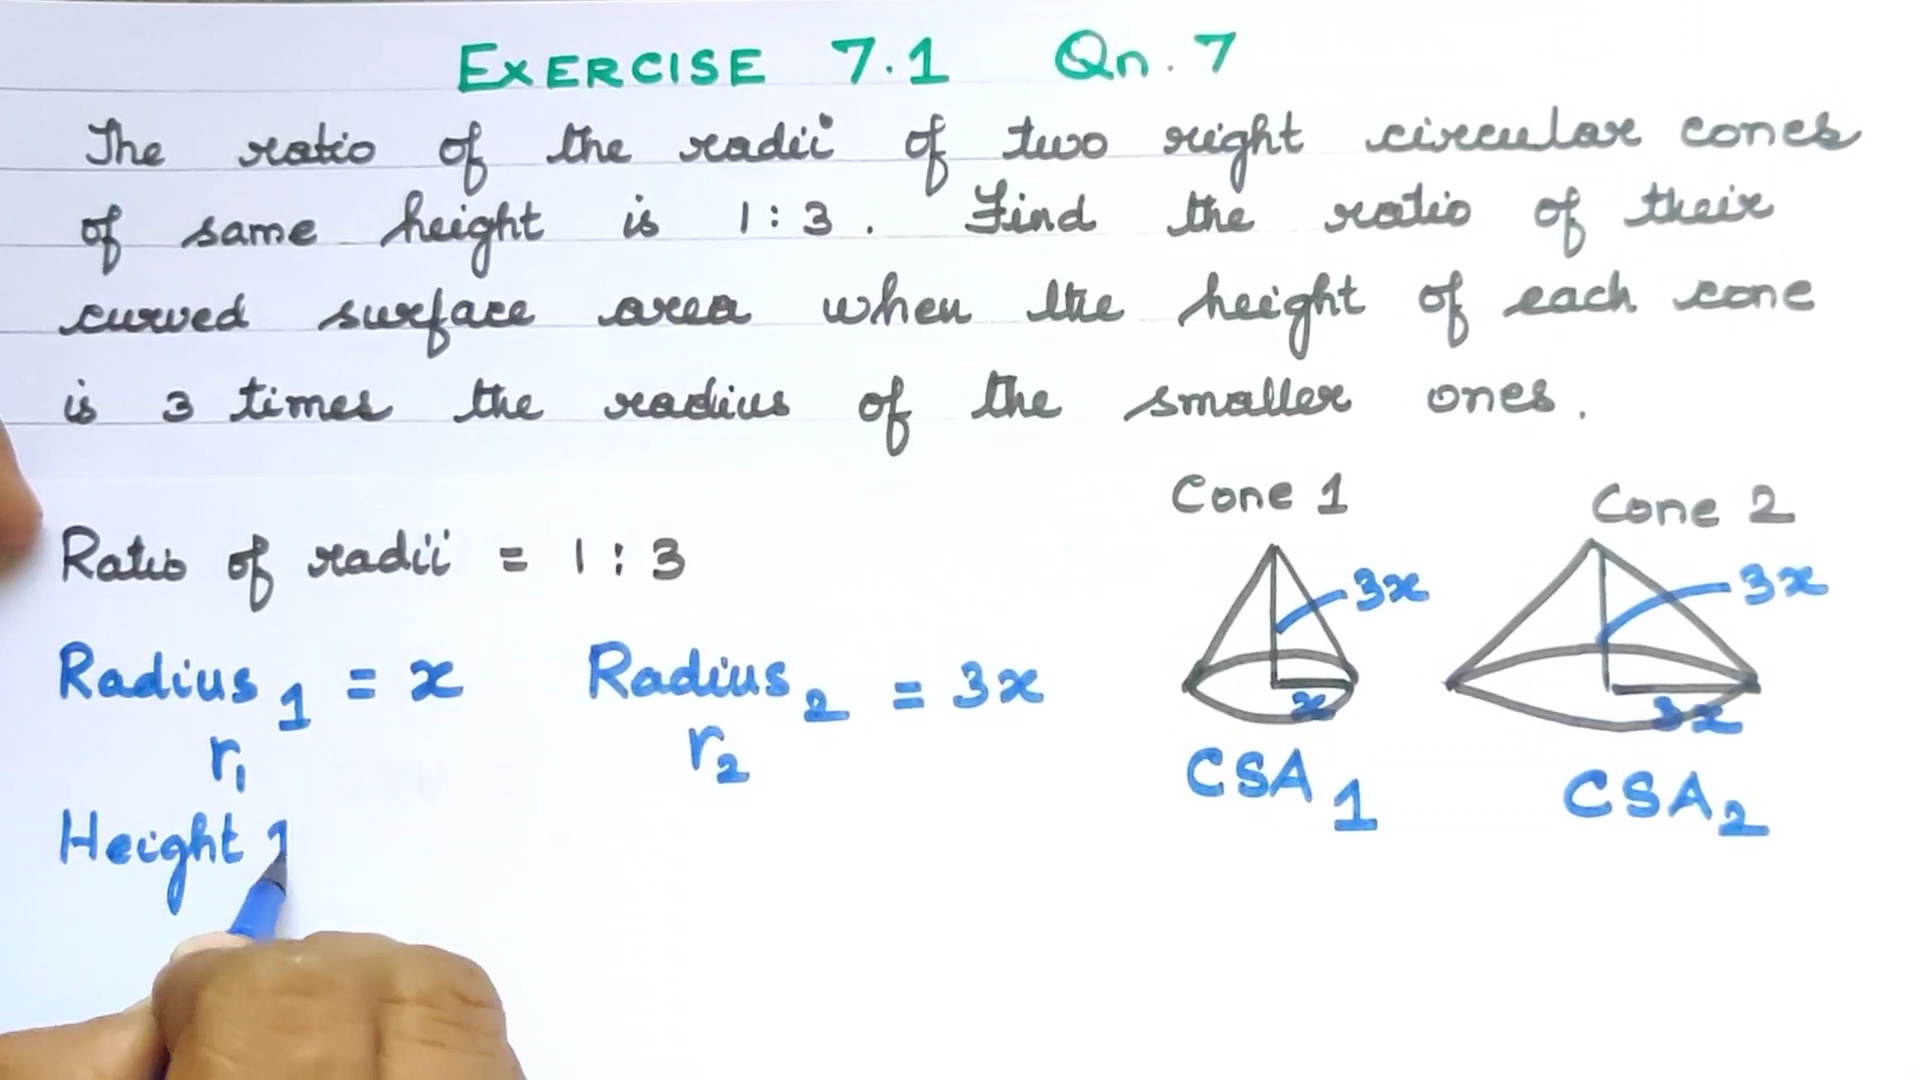 EXERCISE 7.1 Qn. 7
The ratio of the radii of two right circular cones
of same height is 1 : 3 . Find the ratio of their
curved surface area when the height of each cone
is 3 times the radius of the smaller ones .
Cone 1
Cone 2
Ratio of radii = 1 : 3
3x
3x
Radius 1 = x Radius 2 = 3x
x
3x
r1 r2
CSA 1
CSA 2
Height 1